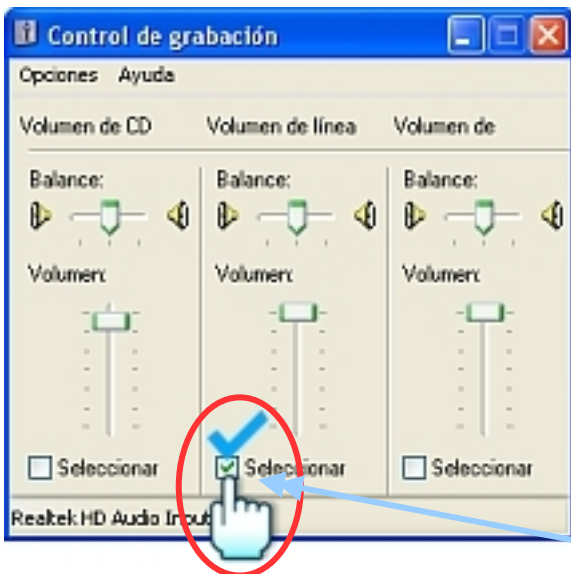 Control de grabación
Opciones Ayuda
Volumen de CD Volumen de línea Volumen de
Balance: Balance: Balance:
Volumen: Volumen: Volumen:
Seleccionar Seleccionar Seleccionar
Realtek HD Audio Input